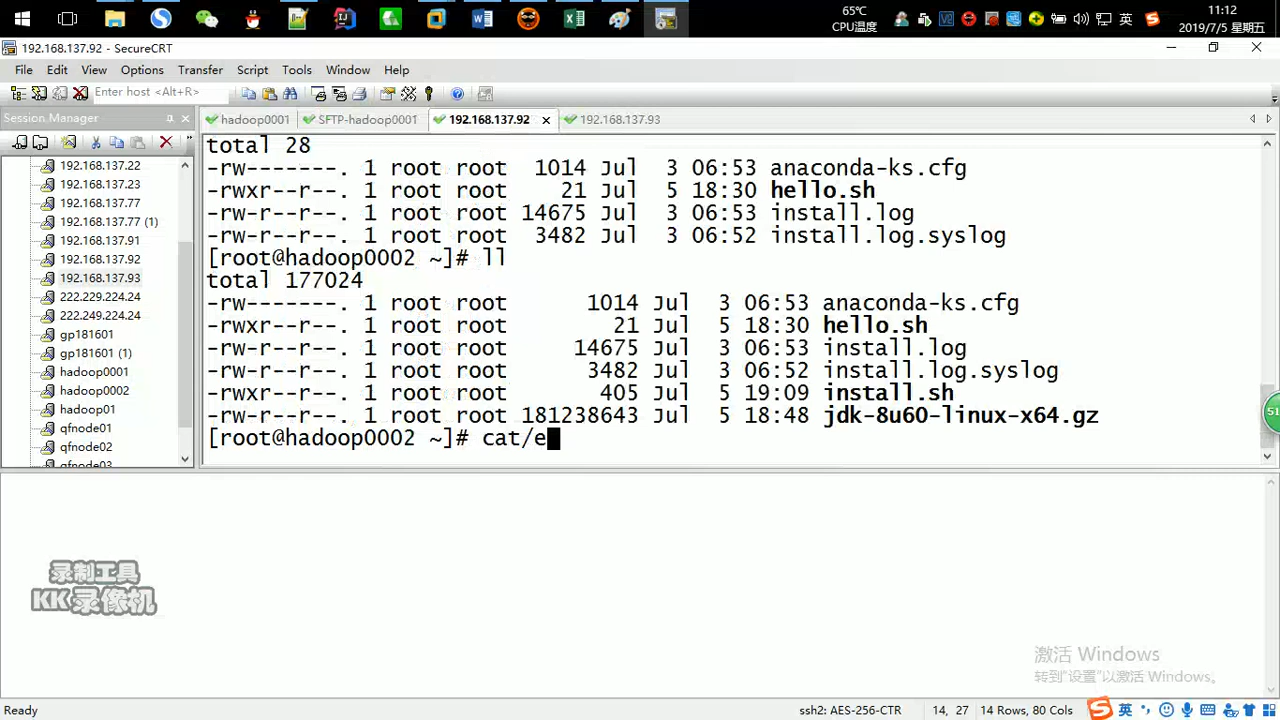 65℃
CPU温度
英
11:12
2019/7/5 星期五
192.168.137.92 - SecureCRT
File Edit View Options Transfer Script Tools Window Help
Enter host <Alt+R>
Session Manager
hadoop0001 SFTP-hadoop0001 192.168.137.92 192.168.137.93
192.168.137.22
192.168.137.23
192.168.137.77
192.168.137.77 (1)
192.168.137.91
192.168.137.92
192.168.137.93
222.229.224.24
222.249.224.24
gp181601
gp181601 (1)
hadoop0001
hadoop0002
hadoop01
qfnode01
qfnode02
qfnode03
total 28
-rw-------. 1 root root 1014 Jul 3 06:53 anaconda-ks.cfg
-rwxr--r--. 1 root root 21 Jul 5 18:30 hello.sh
-rw-r--r--. 1 root root 14675 Jul 3 06:53 install.log
-rw-r--r--. 1 root root 3482 Jul 3 06:52 install.log.syslog
[root@hadoop0002 ~]# ll
total 177024
-rw-------. 1 root root 1014 Jul 3 06:53 anaconda-ks.cfg
-rwxr--r--. 1 root root 21 Jul 5 18:30 hello.sh
-rw-r--r--. 1 root root 14675 Jul 3 06:53 install.log
-rw-r--r--. 1 root root 3482 Jul 3 06:52 install.log.syslog
-rwxr--r--. 1 root root 405 Jul 5 19:09 install.sh
-rwxr--r--. 1 root root 181238643 Jul 5 18:48 jdk-8u60-linux-x64.gz
[root@hadoop0002 ~]# cat/e
51
录制工具
KK 录像机
激活 Windows
转到"设置"以激活 Windows。
Ready
ssh2: AES-256-CTR 14, 27 14 Rows, 80 Cols
英